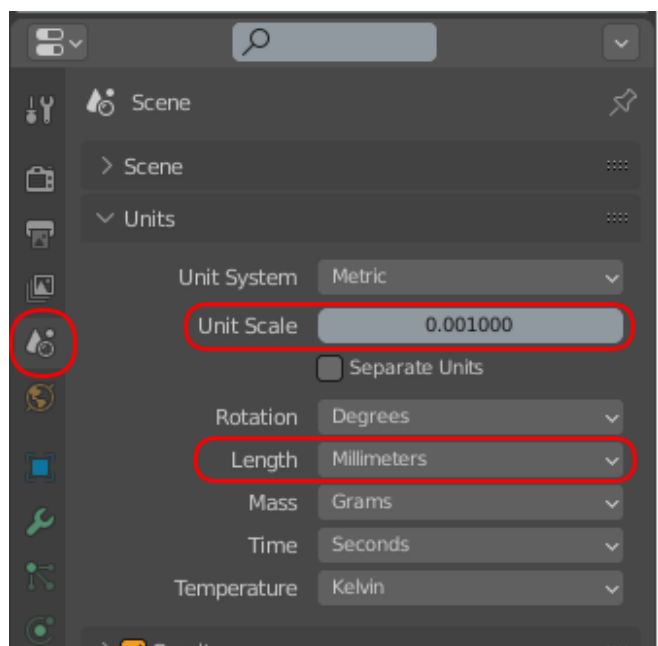 Scene
Scene
Units
Unit System Metric
Unit Scale 0.001000
Separate Units
Rotation Degrees
Length Millimeters
Mass Grams
Time Seconds
Temperature Kelvin